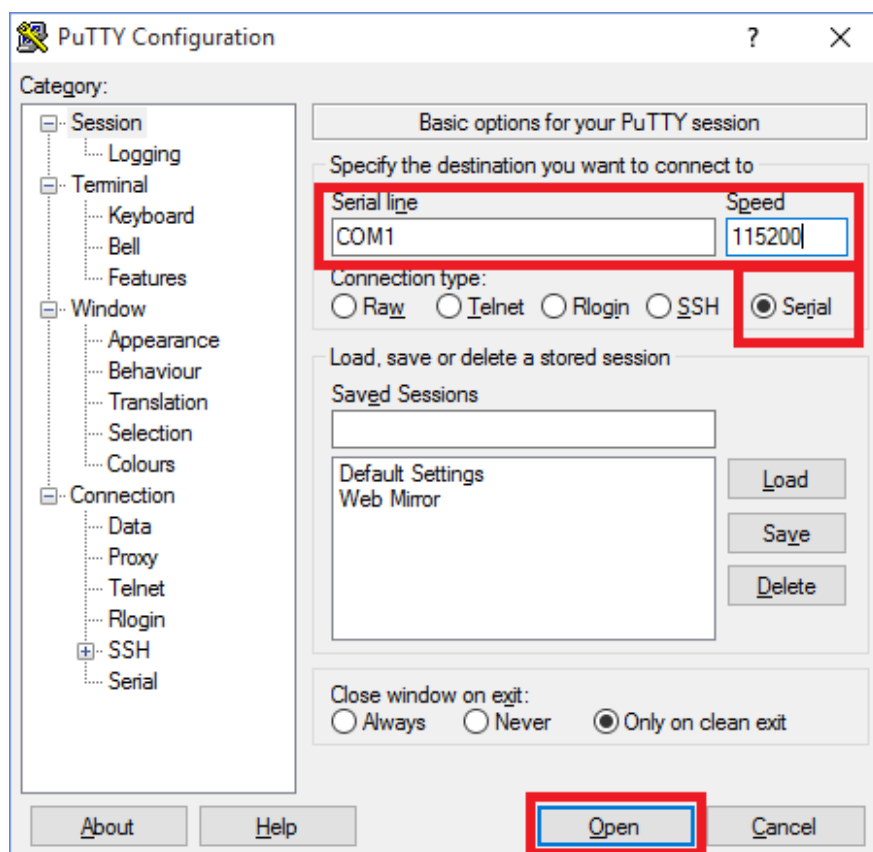 PuTTY Configuration
?
Category:
Session
Logging
Terminal
Keyboard
Bell
Features
Window
Appearance
Behaviour
Translation
Selection
Colours
Connection
Data
Proxy
Telnet
Rlogin
SSH
Serial
Basic options for your PuTTY session
Specify the destination you want to connect to
Serial line Speed
COM1 115200
Connection type:
Raw Telnet Rlogin SSH Serial
Load, save or delete a stored session
Saved Sessions
Default Settings
Web Mirror
Load
Save
Delete
Close window on exit:
Always Never Only on clean exit
About Help Open Cancel